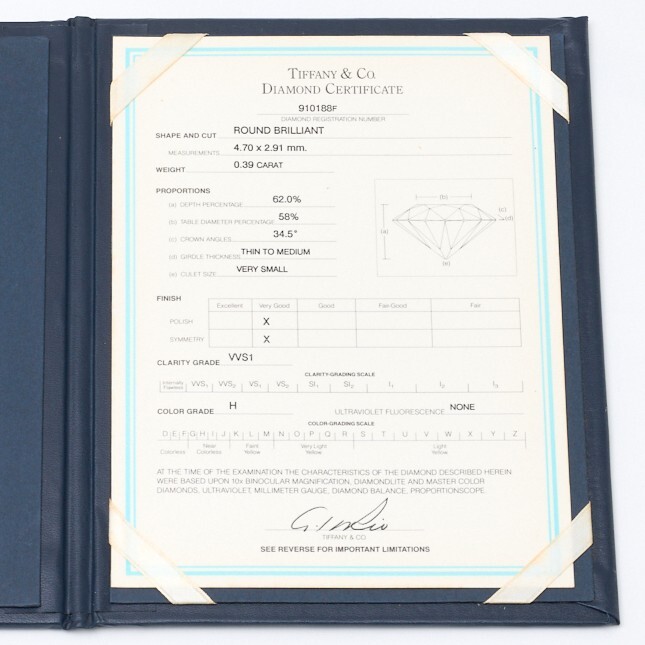 TIFFANY & CO.
DIAMOND CERTIFICATE
910188F
DIAMOND REGISTRATION NUMBER
SHAPE AND CUT ROUND BRILLIANT
MEASUREMENTS 4.70 x 2.91 mm.
WEIGHT 0.39 CARAT
PROPORTIONS
(a) DEPTH PERCENTAGE 62.0%
(b) TABLE DIAMETER PERCENTAGE 58%
(c) CROWN ANGLES 34.5°
(d) GIRDLE THICKNESS THIN TO MEDIUM
(e) CULET SIZE VERY SMALL
(b)
(c)
(d)
(a)
(e)
FINISH
Excellent Very Good Good Fair-Good Fair
POLISH X
SYMMETRY X
CLARITY GRADE VVS1
CLARITY-GRADING SCALE
Internally Flawless VVS1 VVS2 VS1 VS2 SI1 SI2 I1 I2 I3
COLOR GRADE H ULTRAVIOLET FLUORESCENCE NONE
COLOR-GRADING SCALE
D E F G H I J K L M N O P Q R S T U V W X Y Z
Colorless Near Colorless Faint Yellow Very Light Yellow Light Yellow
AT THE TIME OF THE EXAMINATION THE CHARACTERISTICS OF THE DIAMOND DESCRIBED HEREIN
WERE BASED UPON 10x BINOCULAR MAGNIFICATION, DIAMONDLITE AND MASTER COLOR
DIAMONDS, ULTRAVIOLET, MILLIMETER GAUGE, DIAMOND BALANCE, PROPORTIONSCOPE.
TIFFANY & CO
SEE REVERSE FOR IMPORTANT LIMITATIONS